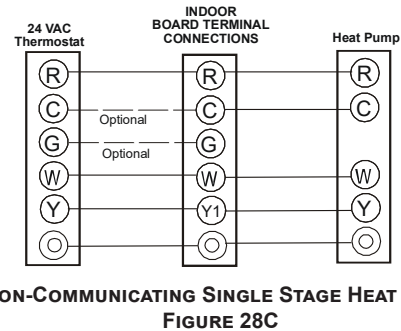 INDOOR
BOARD TERMINAL
CONNECTIONS
24 VAC
Thermostat
Heat Pump
R R R
C Optional C C
G Optional G
W W W
Y Y1 Y
O O O
ON-COMMUNICATING SINGLE STAGE HEAT
FIGURE 28C